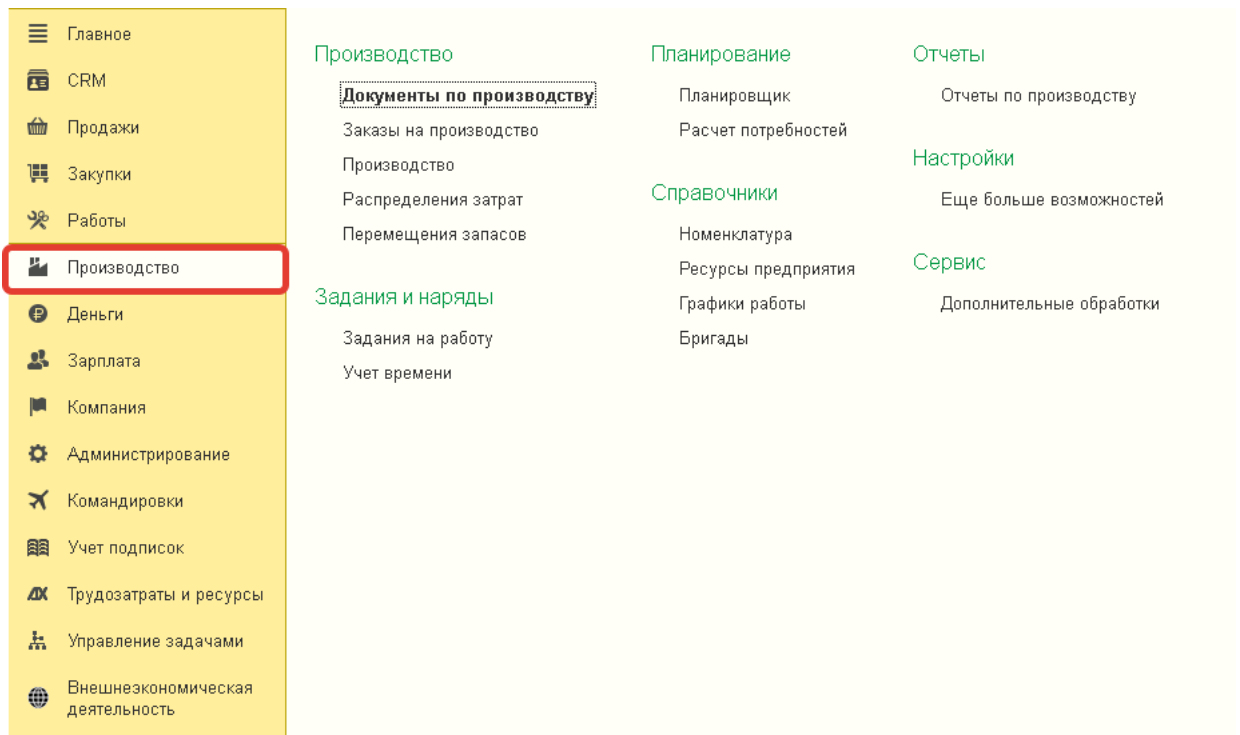 Главное
CRM
Продажи
Закупки
Работы
Производство
Деньги
Зарплата
Компания
Администрирование
Командировки
Учет подписок
Трудозатраты и ресурсы
Управление задачами
Внешнеэкономическая
деятельность
Производство
Документы по производству
Заказы на производство
Производство
Распределения затрат
Перемещения запасов
Задания и наряды
Задания на работу
Учет времени
Планирование
Планировщик
Расчет потребностей
Справочники
Номенклатура
Ресурсы предприятия
Графики работы
Бригады
Отчеты
Отчеты по производству
Настройки
Еще больше возможностей
Сервис
Дополнительные обработки